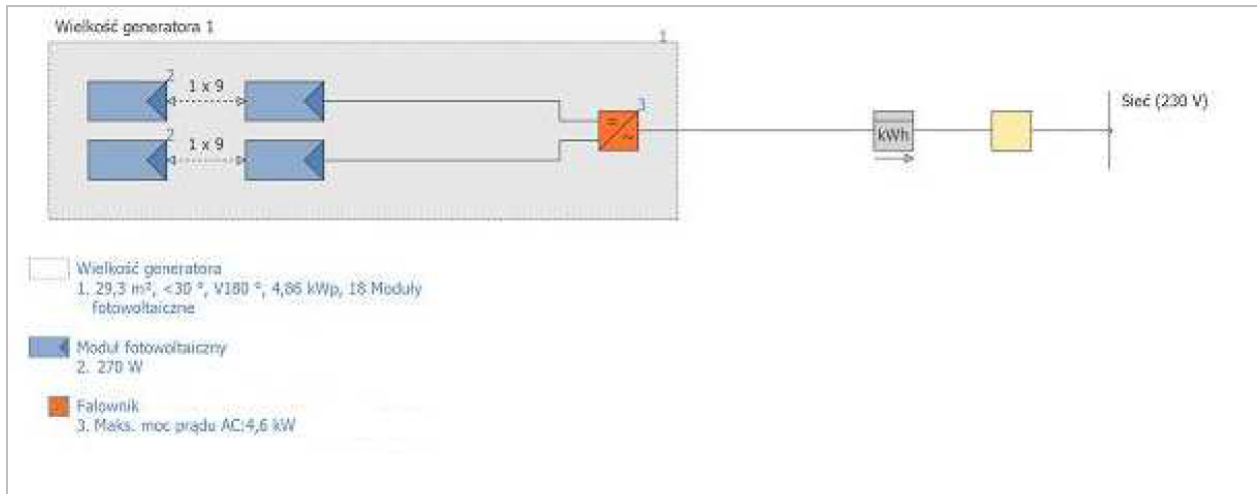 Wielkość generatora 1
1
2
1 x 9
2
1 x 9
3
=
~
kWh
Sieć (230 V)
Wielkość generatora
1. 29,3 m², <30 °, V180 °, 4,86 kWp, 18 Moduły
fotowoltaiczne
Moduł fotowoltaiczny
2. 270 W
Falownik
3. Maks. moc prądu AC:4,6 kW